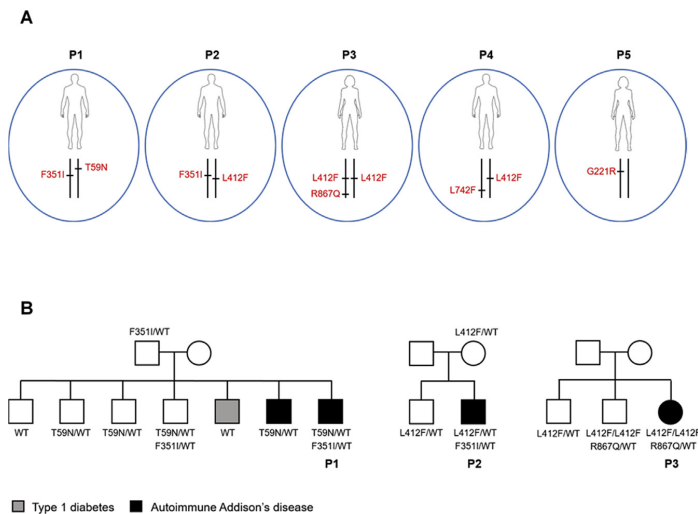 A
P1 P2 P3 P4 P5
F351I T59N
F351I L412F
L412F L412F
R867Q
L742F L412F
G221R
B
F351I/WT
L412F/WT
WT T59N/WT T59N/WT T59N/WT WT T59N/WT T59N/WT
F351I/WT F351I/WT
P1
L412F/WT L412F/WT
F351I/WT
P2
L412F/WT L412F/L412F L412F/L412F
R867Q/WT R867Q/WT
P3
Type 1 diabetes Autoimmune Addison's disease